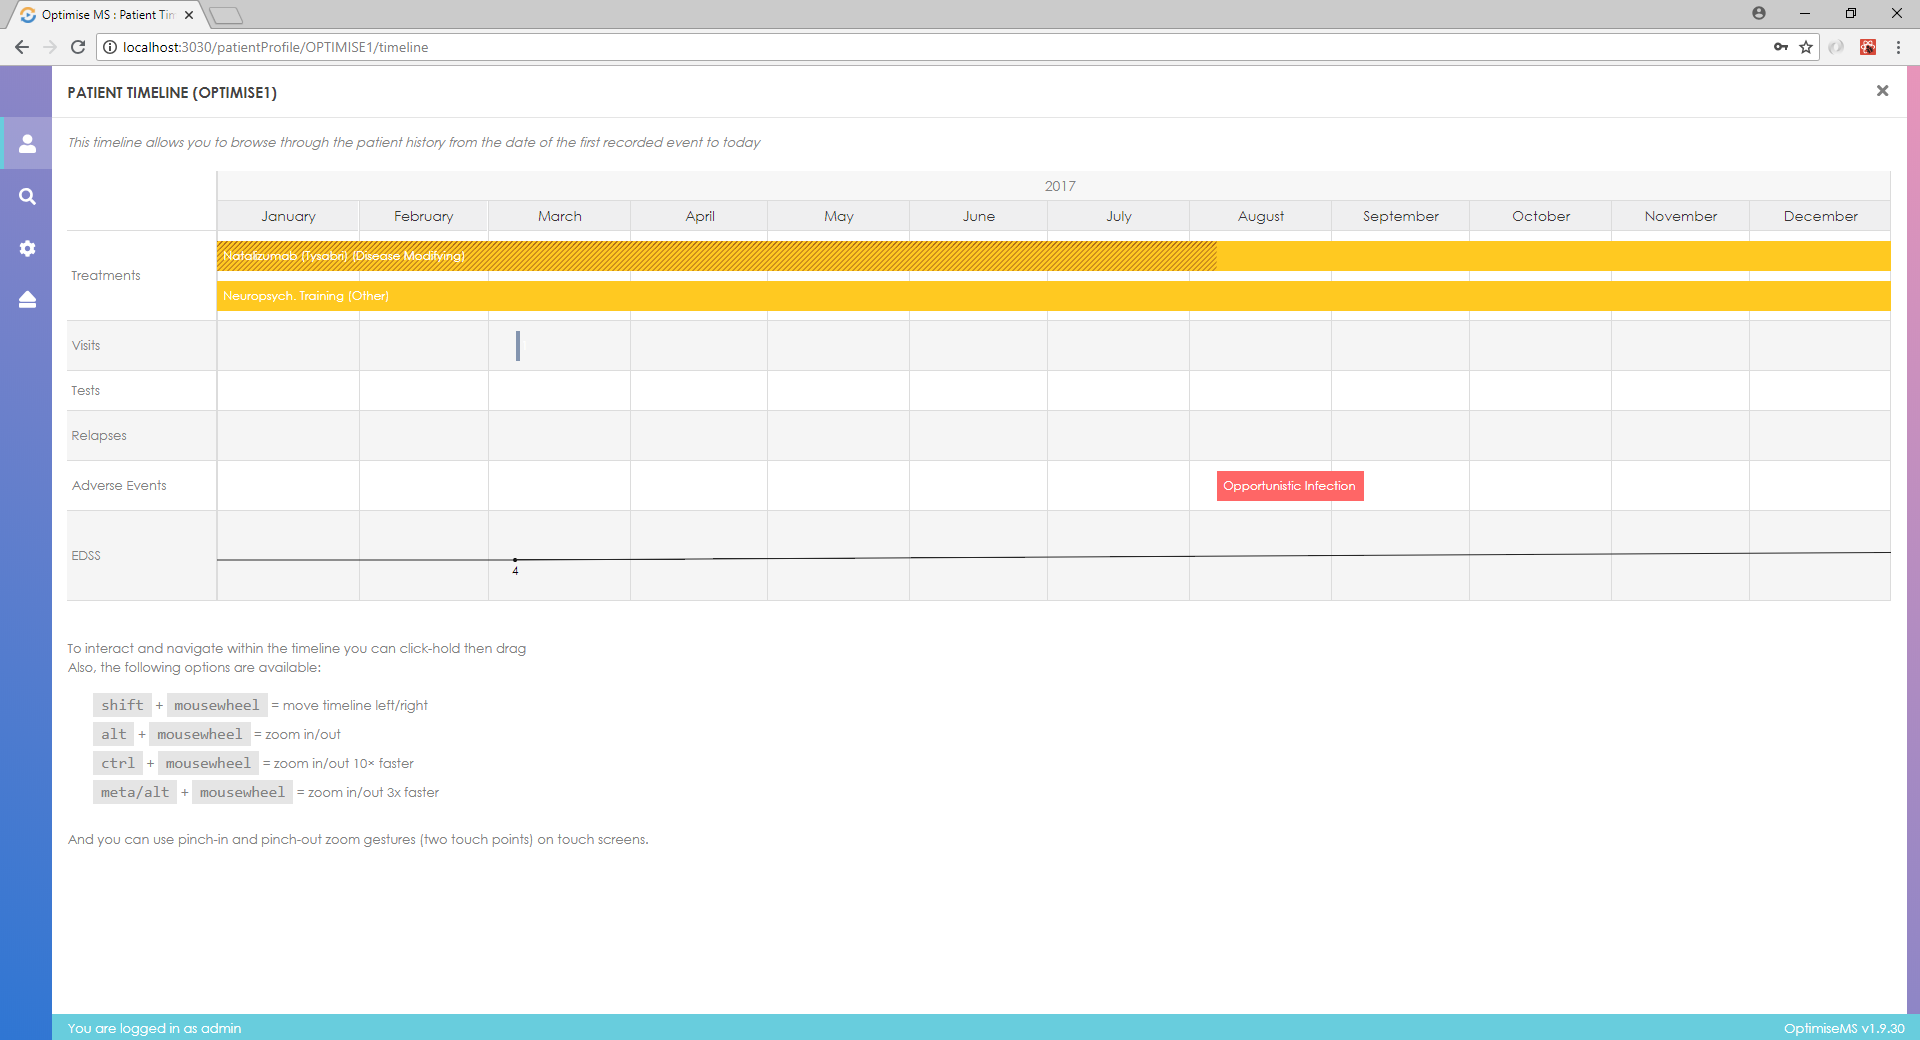 Optimise MS : Patient Tim
localhost:3030/patientProfile/OPTIMISE1/timeline
PATIENT TIMELINE (OPTIMISE1)
This timeline allows you to browse through the patient history from the date of the first recorded event to today
2017
January February March April May June July August September October November December
Treatments
Natalizumab (Tysabri) (Disease Modifying)
Neuropsych. Training (Other)
Visits
Tests
Relapses
Adverse Events
Opportunistic Infection
EDSS
4
To interact and navigate within the timeline you can click-hold then drag
Also, the following options are available:
shift + mousewheel = move timeline left/right
alt + mousewheel = zoom in/out
ctrl + mousewheel = zoom in/out 10× faster
meta/alt + mousewheel = zoom in/out 3x faster
And you can use pinch-in and pinch-out zoom gestures (two touch points) on touch screens.
You are logged in as admin
OptimiseMS v1.9.30